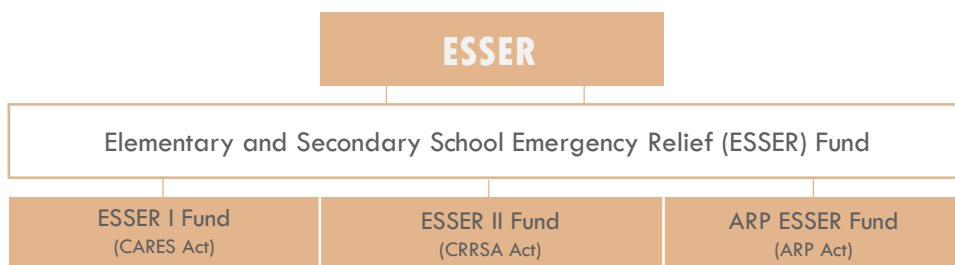 ESSER
Elementary and Secondary School Emergency Relief (ESSER) Fund
ESSER I Fund
(CARES Act)
ESSER II Fund
(CRRSA Act)
ARP ESSER Fund
(ARP Act)